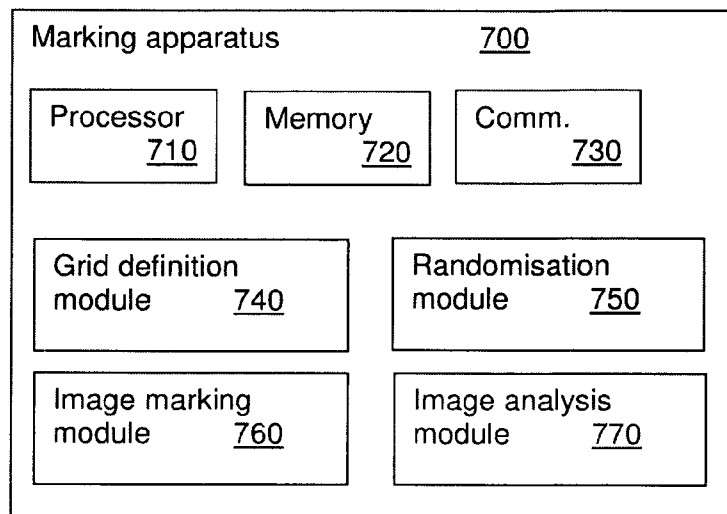 Marking apparatus 700
Processor 710
Memory 720
Comm. 730
Grid definition
module 740
Randomisation
module 750
Image marking
module 760
Image analysis
module 770